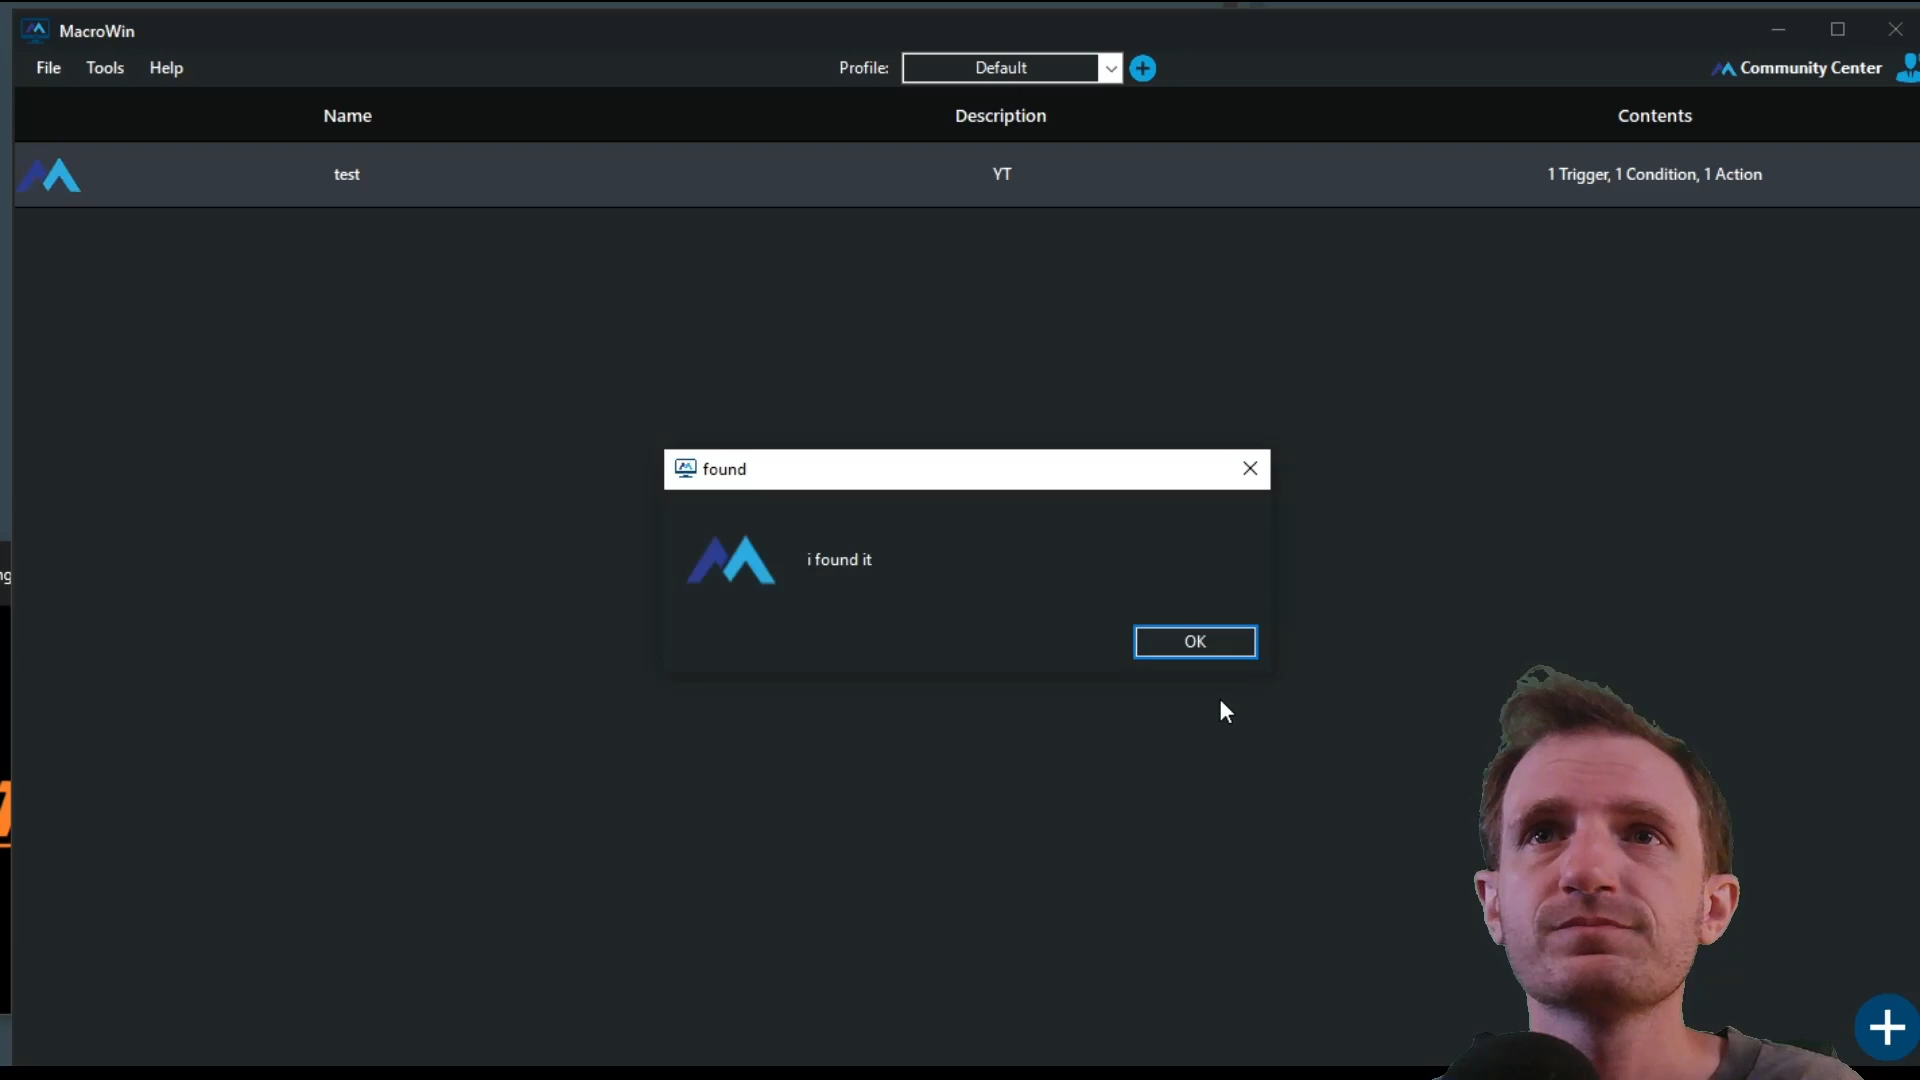 MacroWin
File Tools Help
Profile: Default
Community Center
Name Description Contents
test YT 1 Trigger, 1 Condition, 1 Action
found
i found it
OK